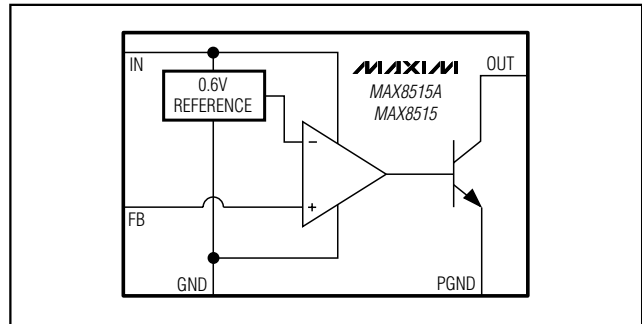 IN
0.6V
REFERENCE
MAXIM
MAX8515A
MAX8515
OUT
−
+
FB
GND
PGND